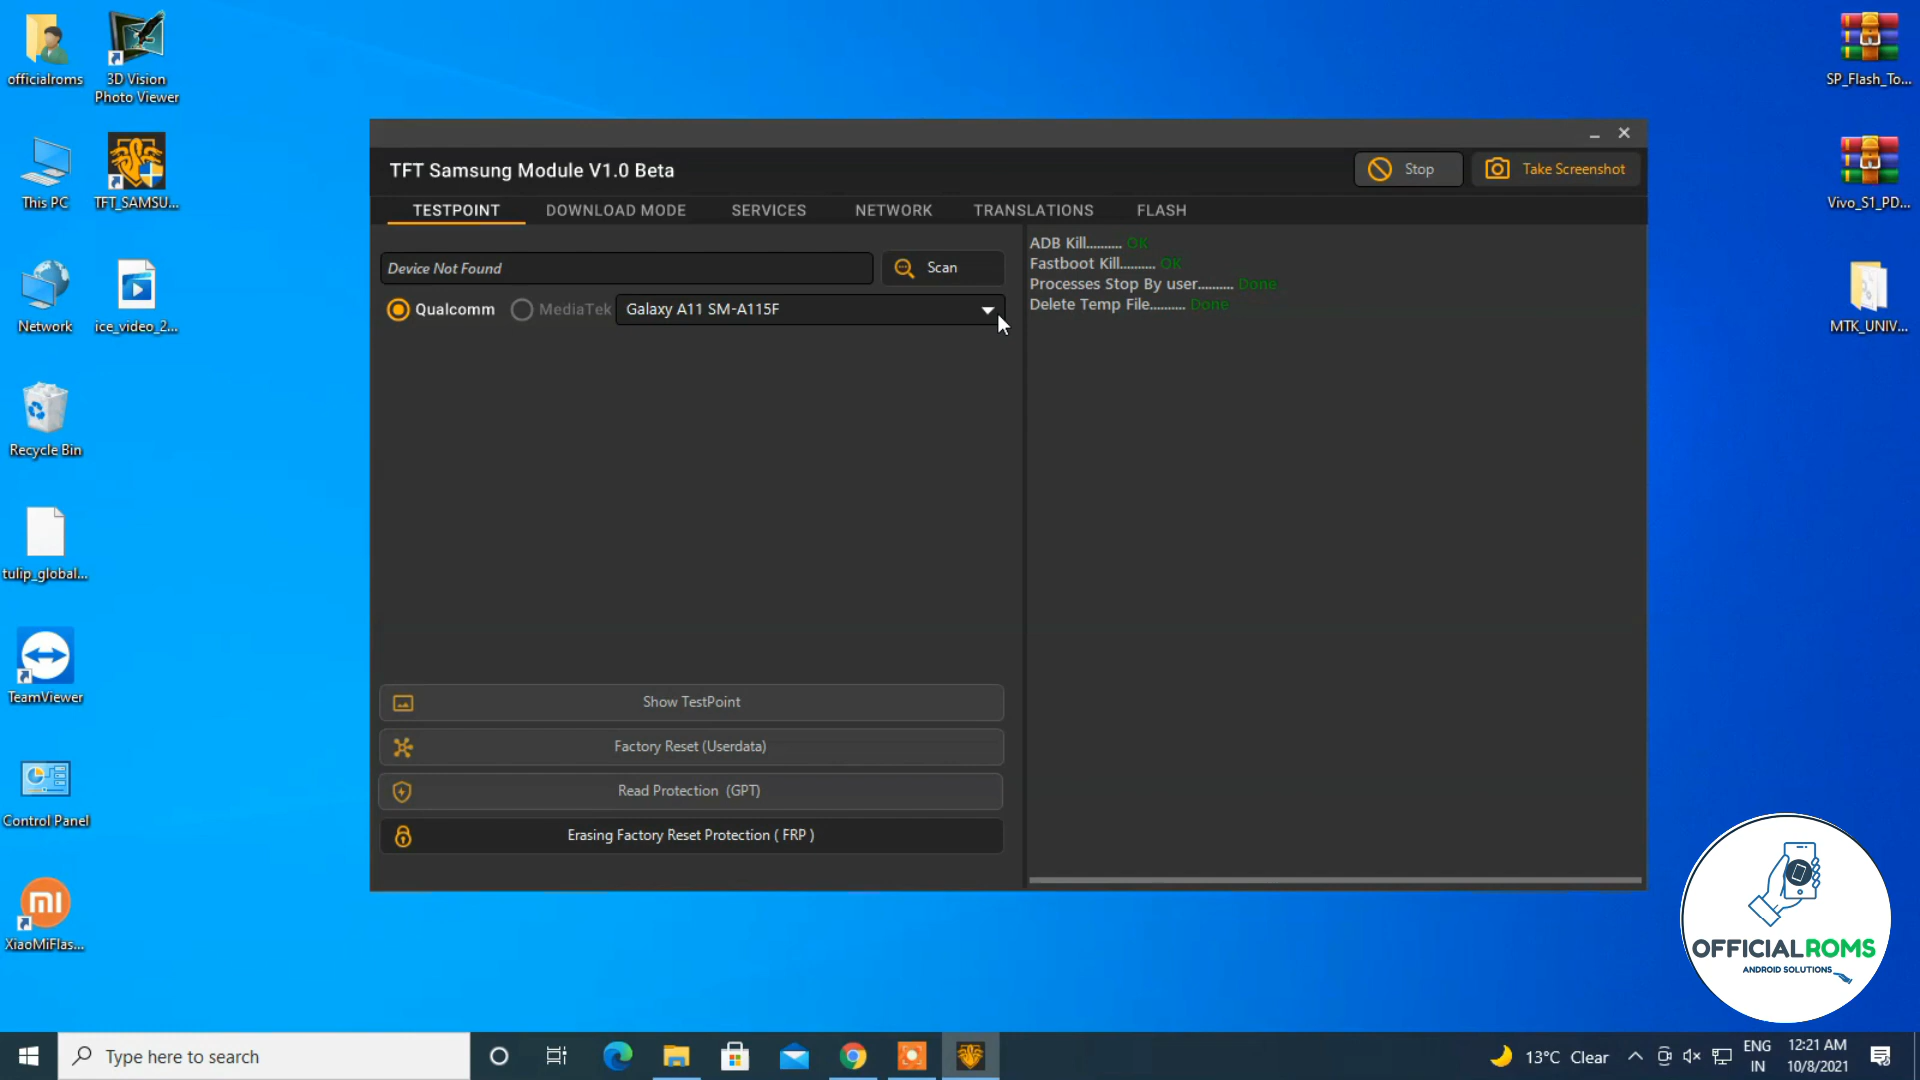 officialroms
3D Vision
Photo Viewer
This PC
TFT_SAMSU...
Network
ice_video_2...
Recycle Bin
tulip_global...
TeamViewer
Control Panel
mi
XiaoMiFlas...
TFT Samsung Module V1.0 Beta
Stop
Take Screenshot
TESTPOINT
DOWNLOAD MODE
SERVICES
NETWORK
TRANSLATIONS
FLASH
Device Not Found
Scan
Qualcomm
MediaTek
Galaxy A11 SM-A115F
Show TestPoint
Factory Reset (Userdata)
Read Protection (GPT)
Erasing Factory Reset Protection ( FRP )
ADB Kill.......... OK
Fastboot Kill.......... OK
Processes Stop By user.......... Done
Delete Temp File.......... Done
SP_Flash_To...
Vivo_S1_PD...
MTK_UNIV...
OFFICIALROMS
ANDROID SOLUTIONS
Type here to search
13°C Clear
ENG
IN
12:21 AM
10/8/2021